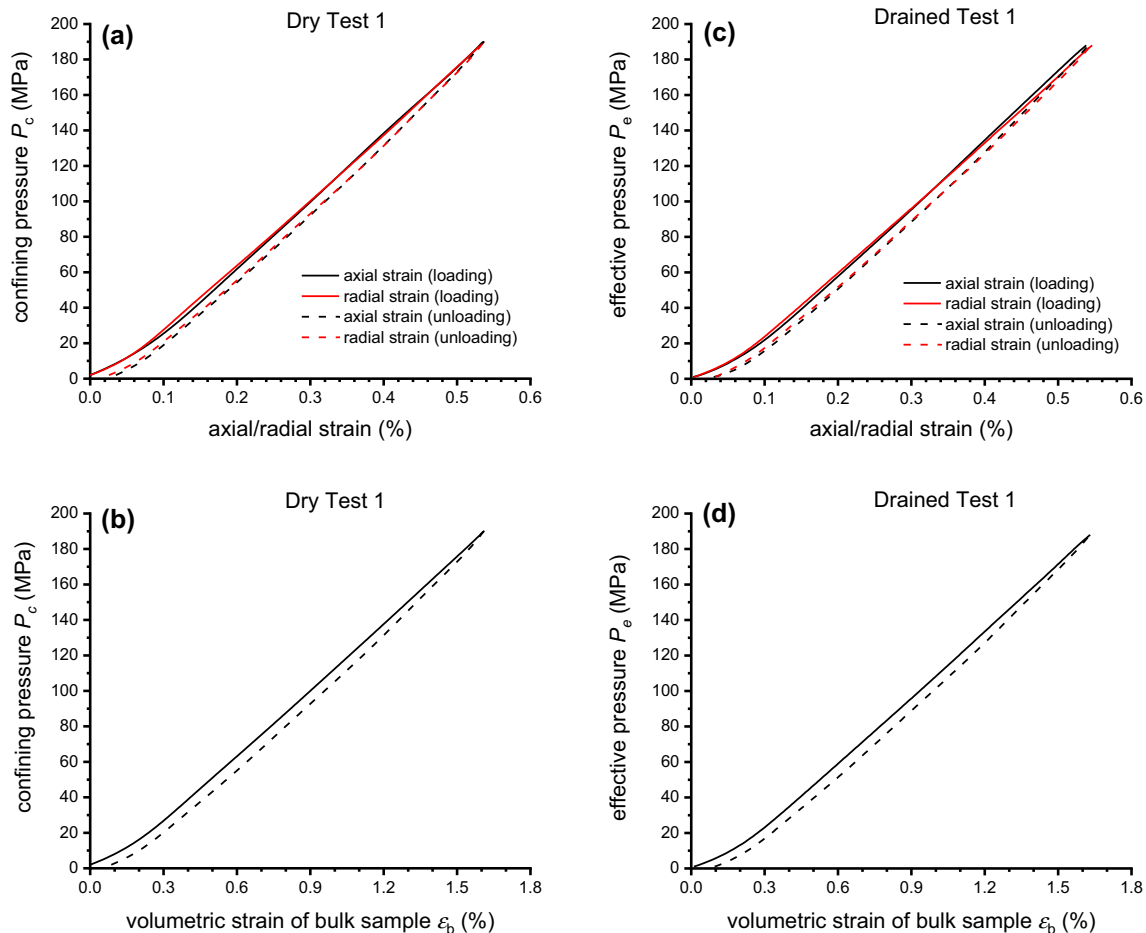 Dry Test 1
(a)
confining pressure P_c (MPa)
200
180
160
140
120
100
80
60
40
20
0
axial strain (loading)
radial strain (loading)
axial strain (unloading)
radial strain (unloading)
0.0 0.1 0.2 0.3 0.4 0.5 0.6
axial/radial strain (%)
Drained Test 1
(c)
effective pressure P_e (MPa)
200
180
160
140
120
100
80
60
40
20
0
axial strain (loading)
radial strain (loading)
axial strain (unloading)
radial strain (unloading)
0.0 0.1 0.2 0.3 0.4 0.5 0.6
axial/radial strain (%)
Dry Test 1
(b)
confining pressure P_c (MPa)
200
180
160
140
120
100
80
60
40
20
0
0.0 0.3 0.6 0.9 1.2 1.5 1.8
volumetric strain of bulk sample ε_b (%)
Drained Test 1
(d)
effective pressure P_e (MPa)
200
180
160
140
120
100
80
60
40
20
0
0.0 0.3 0.6 0.9 1.2 1.5 1.8
volumetric strain of bulk sample ε_b (%)